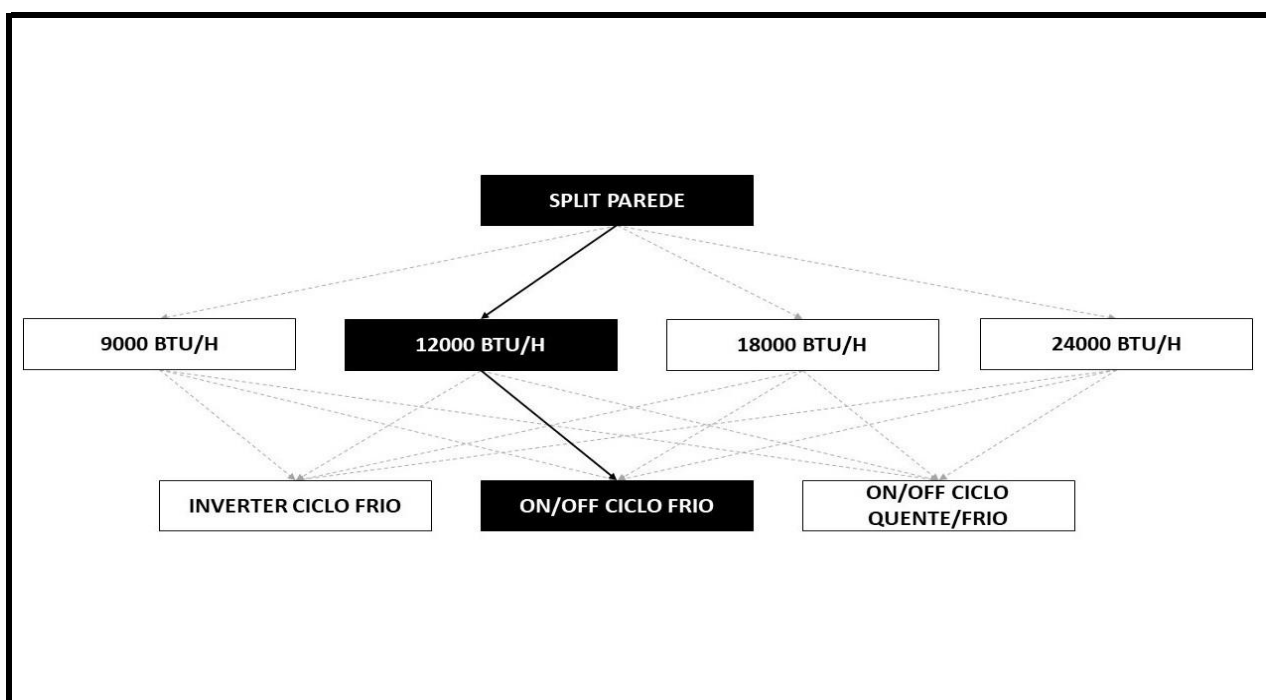 SPLIT PAREDE
9000 BTU/H
12000 BTU/H
18000 BTU/H
24000 BTU/H
INVERTER CICLO FRIO
ON/OFF CICLO FRIO
ON/OFF CICLO
QUENTE/FRIO